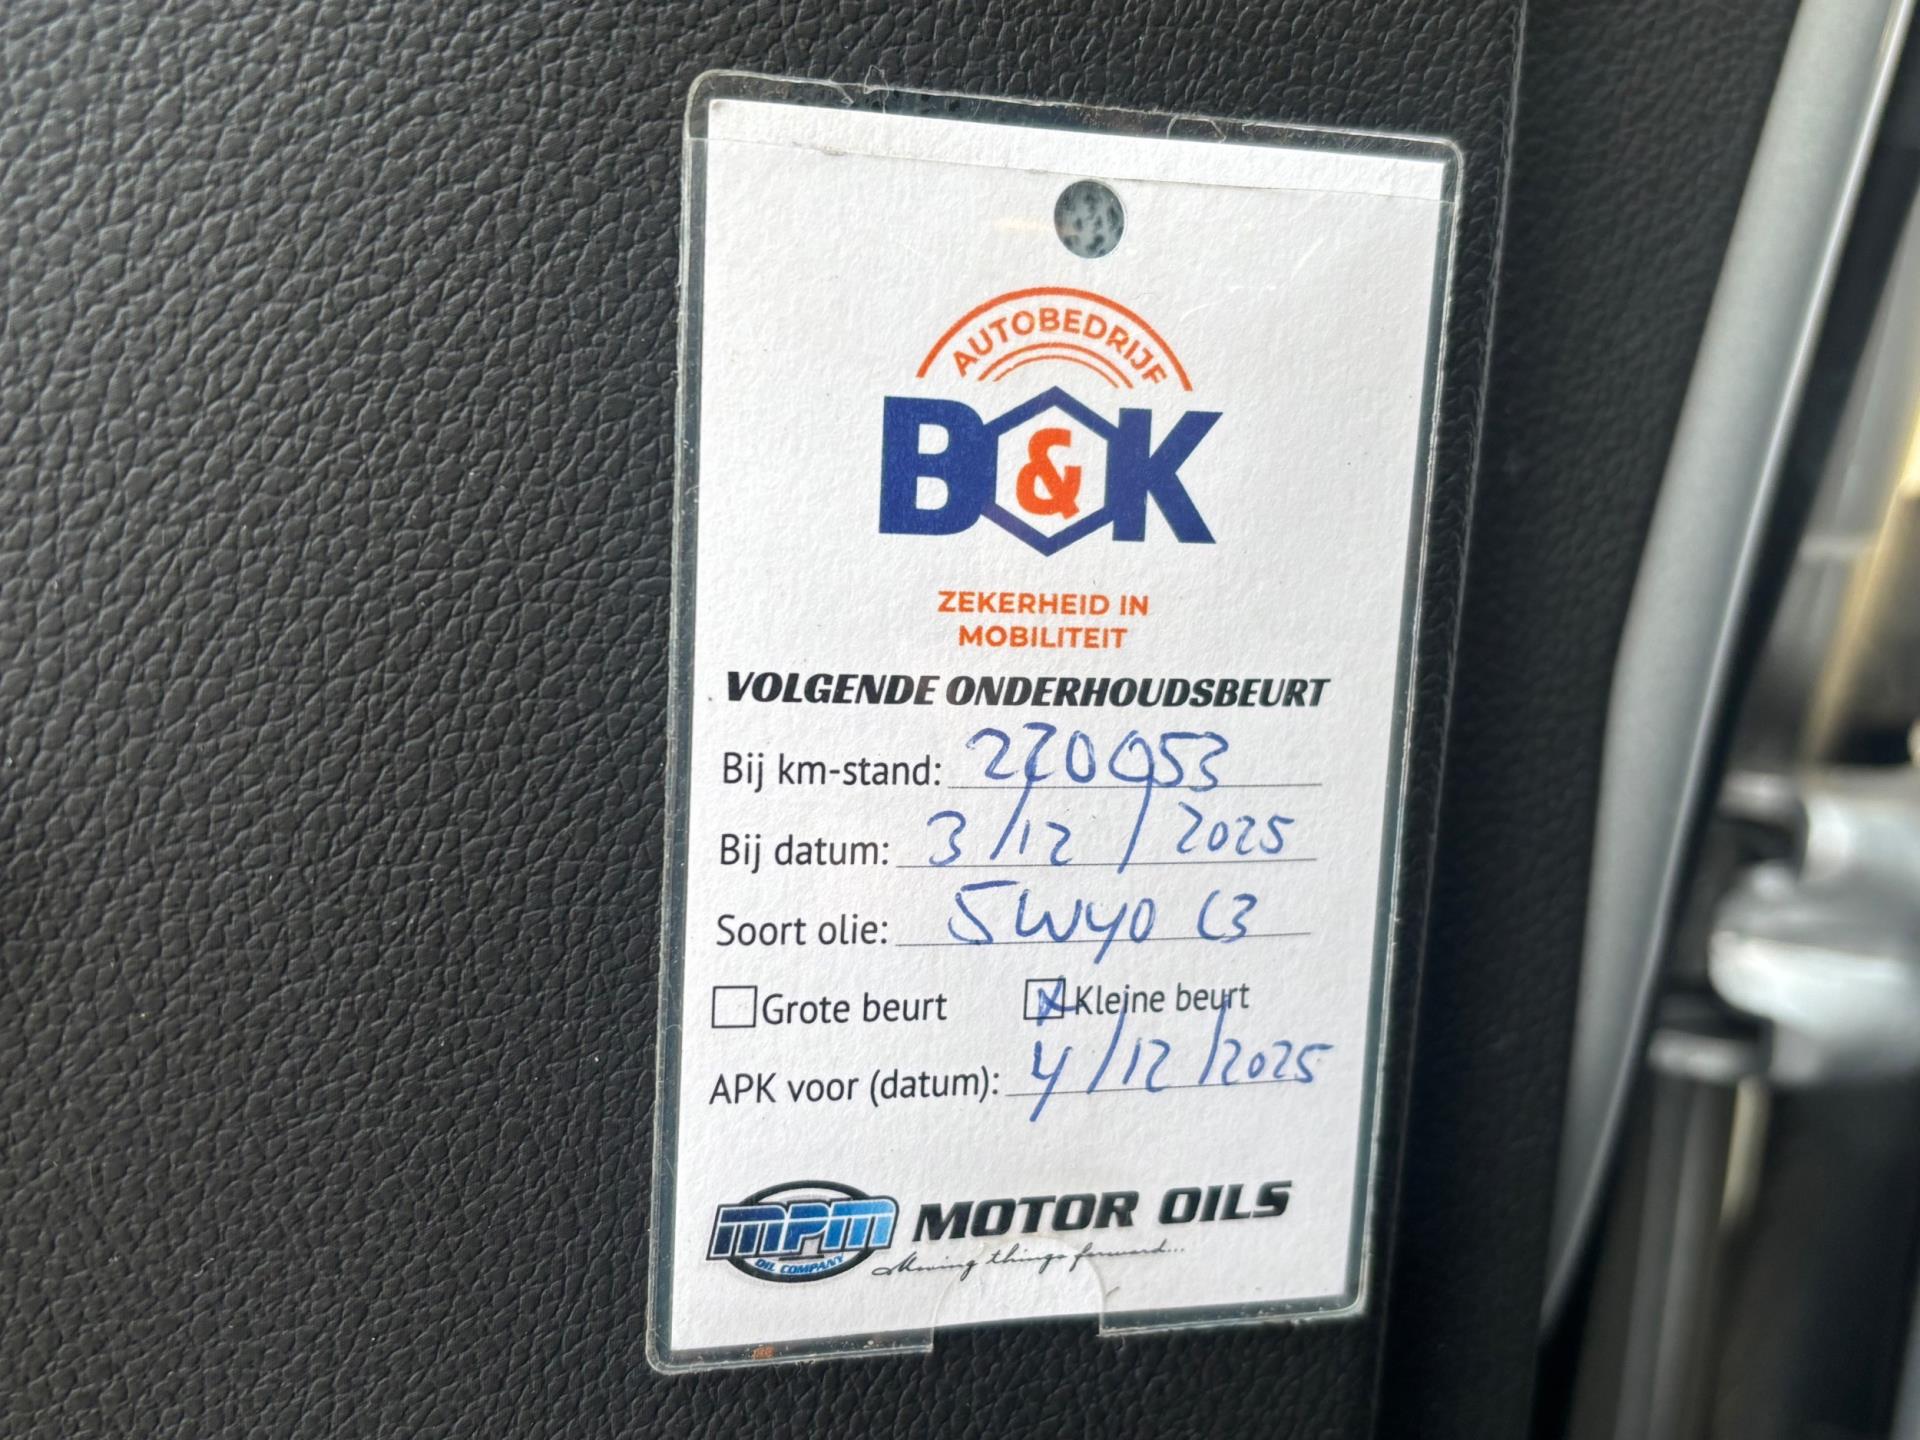 AUTOBEDRIJF
B&K
ZEKERHEID IN
MOBILITEIT
VOLGENDE ONDERHOUDSBEURT
Bij km-stand: 220053
Bij datum: 3/12/2025
Soort olie: 5W40 C3
Grote beurt Kleine beurt
APK voor (datum): 4/12/2025
MPM MOTOR OILS
OIL COMPANY Moving things forward...